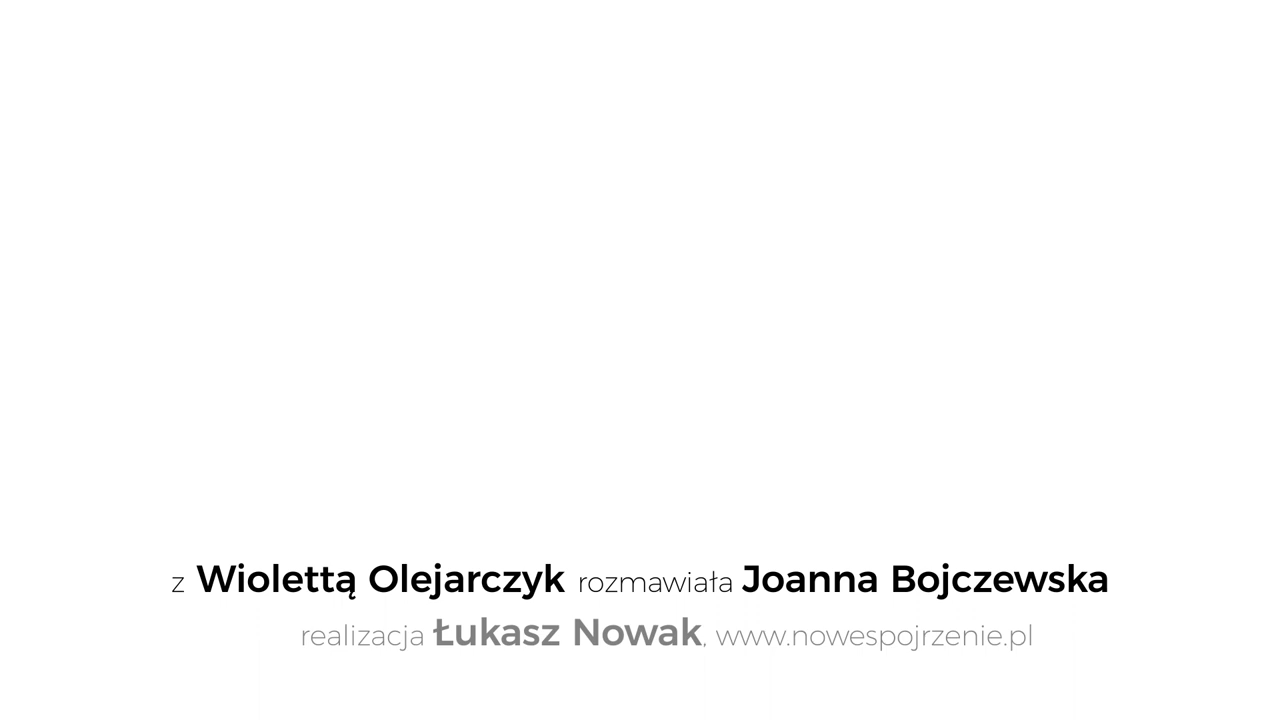 z Wiolettą Olejarczyk rozmawiała Joanna Bojczewska
realizacja Łukasz Nowak, www.nowespojrzenie.pl